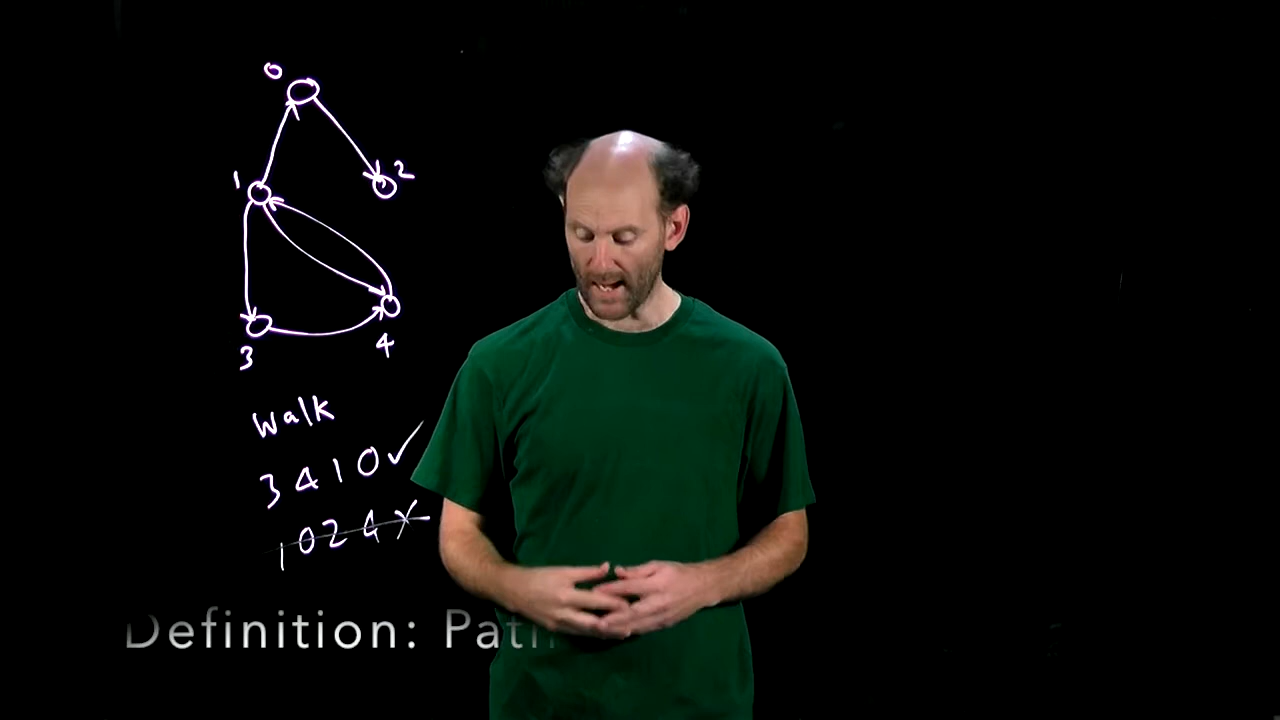 0
1
2
3
4
Walk
3 4 1 0 ✓
1 0 2 4 X
Definition: Path